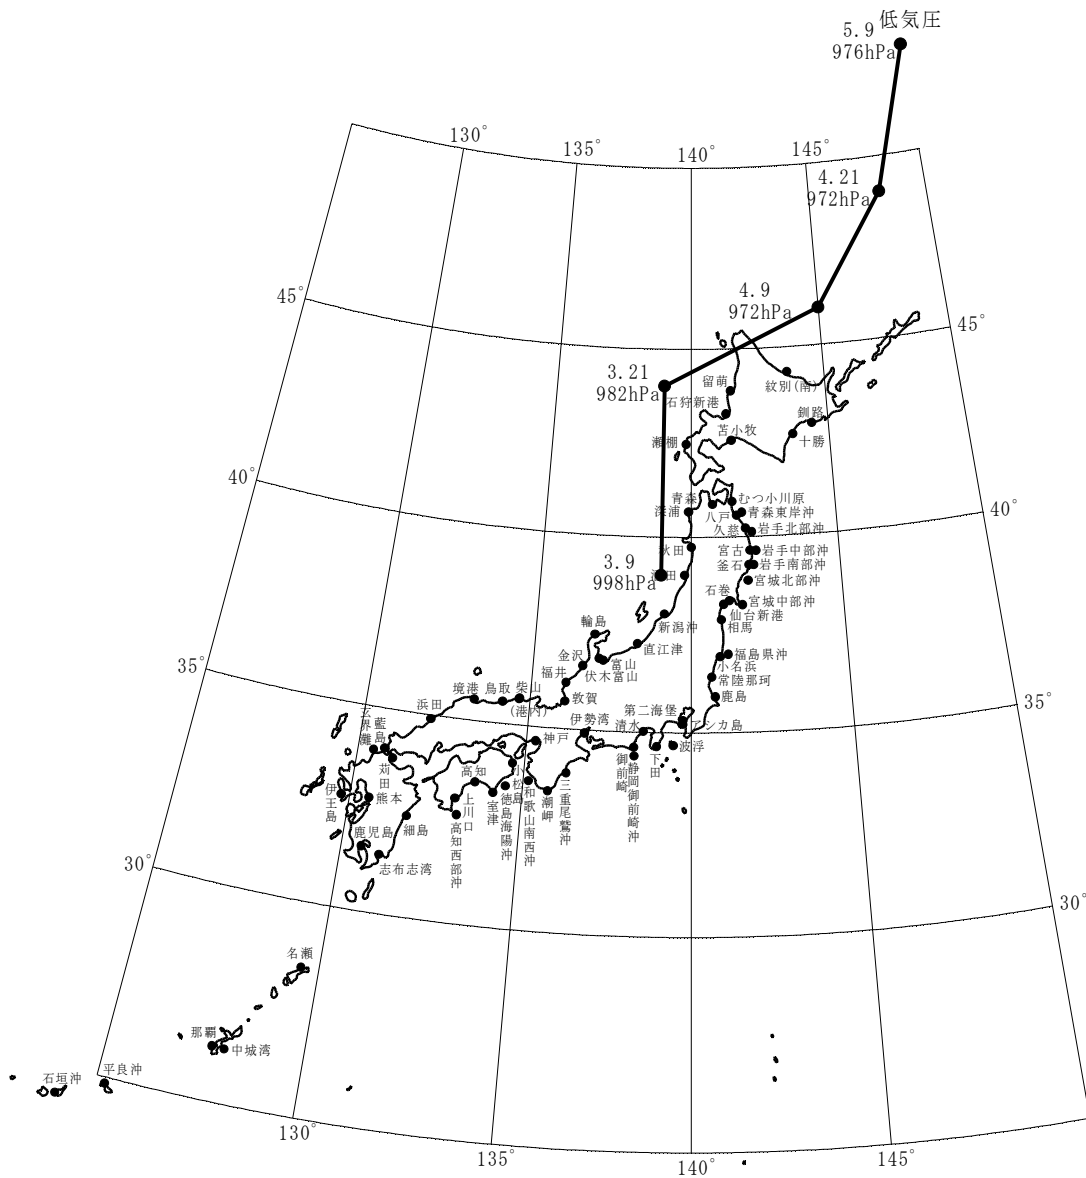 低気圧
5.9
976hPa
130°
135°
140°
145°
4.21
972hPa
45°
4.9
972hPa
45°
3.21
982hPa
留萌
紋別(南)
石狩新港
釧路
苫小牧
十勝
瀬棚
40°
青森
むつ小川原
深浦
八戸
青森東岸沖
40°
久慈
岩手北部沖
秋田
宮古
岩手中部沖
3.9
998hPa
釜石
岩手南部沖
宮城北部沖
石巻
宮城中部沖
仙台新港
新潟沖
相馬
輪島
直江津
金沢
富山
福島県沖
伏木富山
小名浜
35°
福井
常陸那珂
境港
鳥取
柴山
(港内)
敦賀
鹿島
35°
浜田
第二海堡
玄界灘
藍島
伊勢湾
清水
アシカ島
神戸
波浮
下田
御前崎
静岡御前崎沖
苅田
高知
小松島
伊王島
熊本
上川口
室津
徳島海陽沖
和歌山南西沖
潮岬
三重尾鷲沖
細島
高知西部沖
鹿児島
志布志湾
30°
30°
名瀬
那覇
中城湾
石垣沖
平良沖
130°
135°
140°
145°